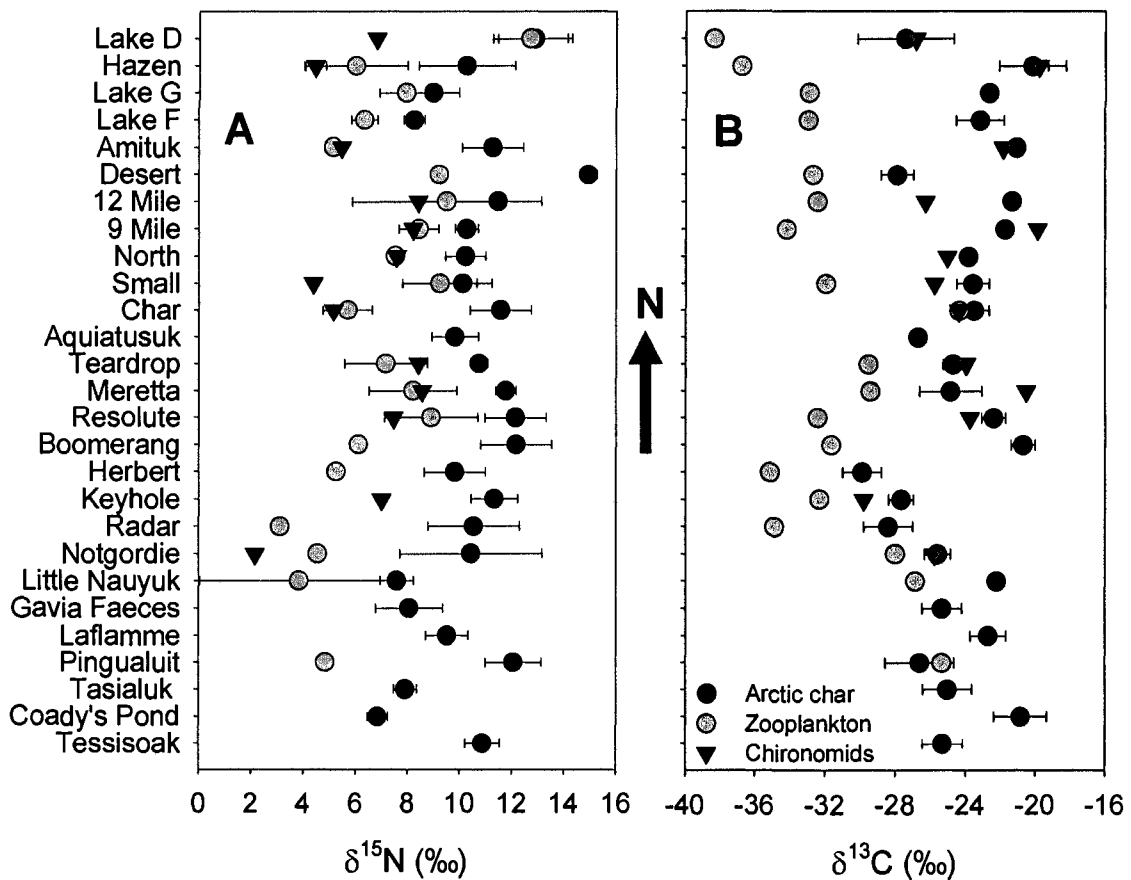 Lake D
Hazen
Lake G
Lake F
Amituk
Desert
12 Mile
9 Mile
North
Small
Char
Aquiatusuk
Teardrop
Meretta
Resolute
Boomerang
Herbert
Keyhole
Radar
Notgordie
Little Nauyuk
Gavia Faeces
Laflamme
Pingualuit
Tasialuk
Coady's Pond
Tessisoak
A
N
B
Arctic char
Zooplankton
Chironomids
0 2 4 6 8 10 12 14 16
-40 -36 -32 -28 -24 -20 -16
δ¹⁵N (‰)
δ¹³C (‰)